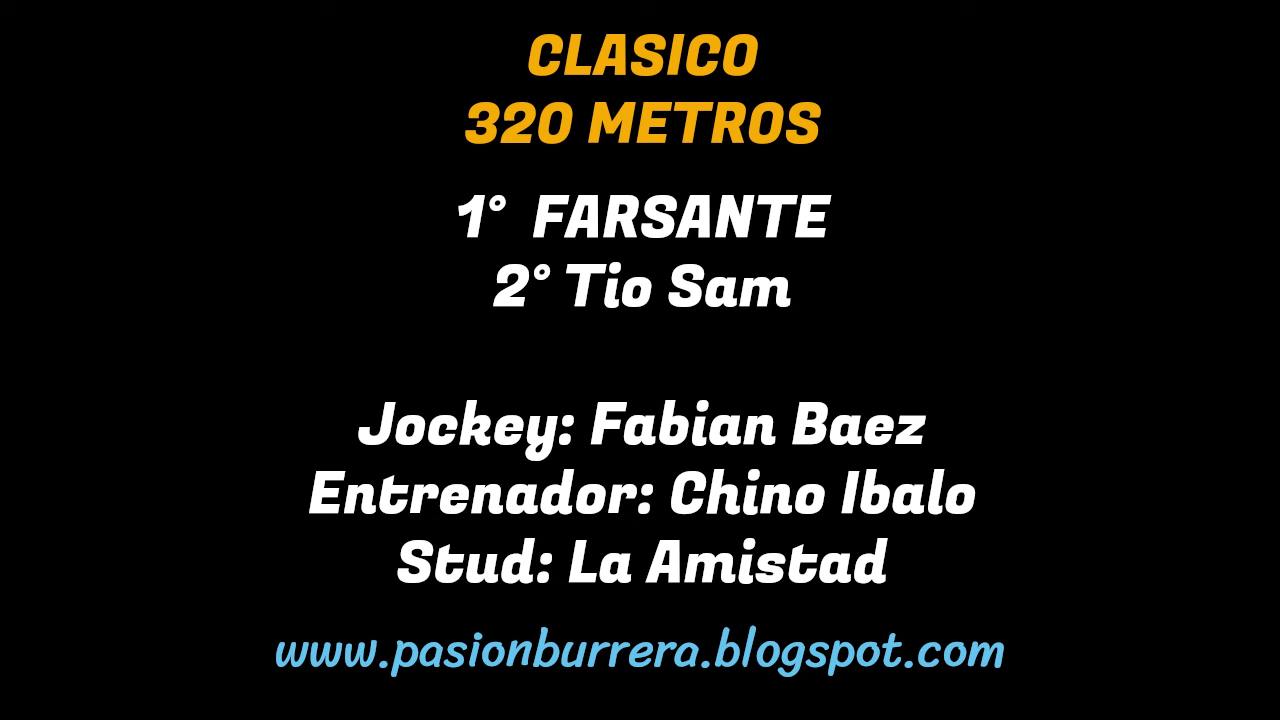 CLASICO
320 METROS
1° FARSANTE
2° Tio Sam
Jockey: Fabian Baez
Entrenador: Chino Ibalo
Stud: La Amistad
www.pasionburrera.blogspot.com